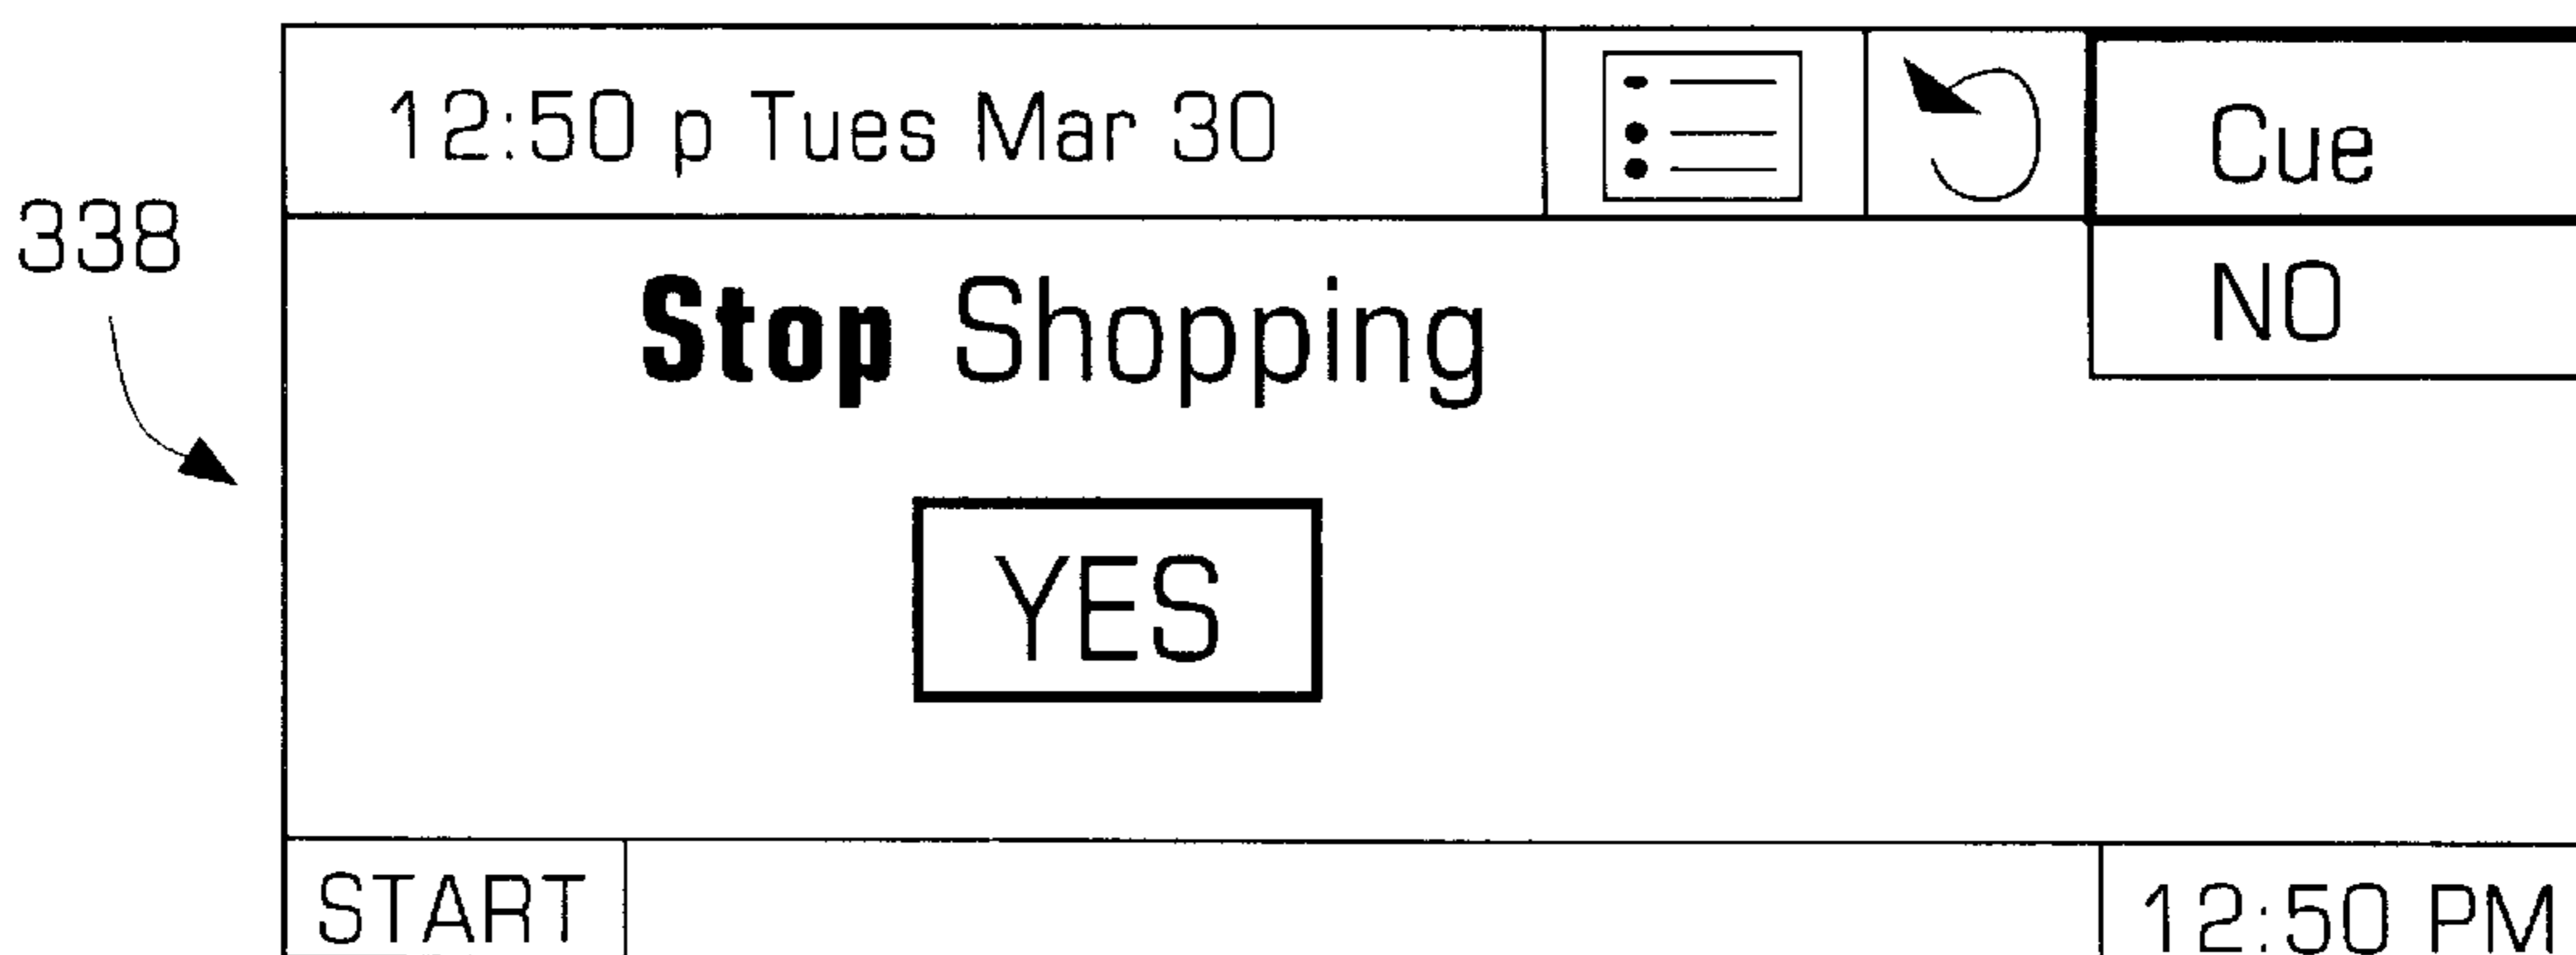 12:50 p Tues Mar 30
Cue
338
NO
Stop Shopping
YES
START
12:50 PM